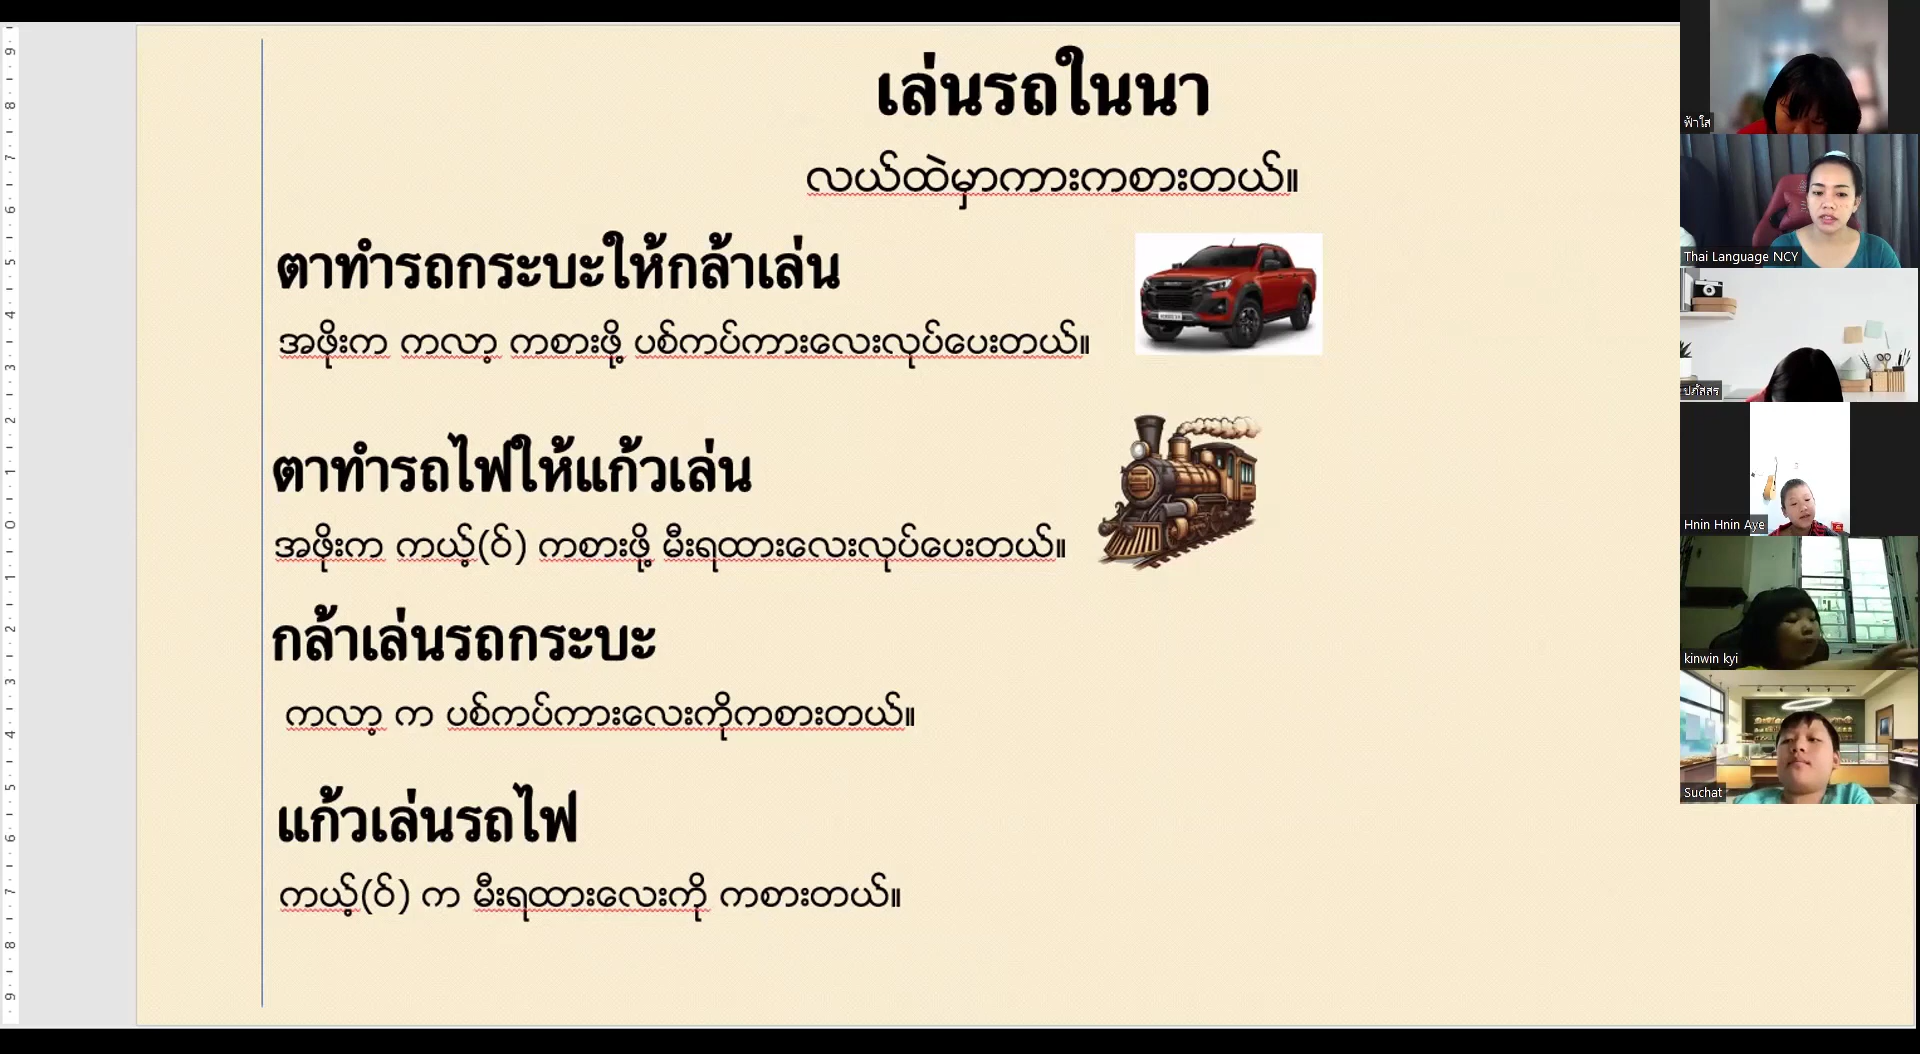 เล่นรถในนา
လယ်ထဲမှာကားကစားတယ်။
ตาทำรถกระบะให้กล้าเล่น
အဖိုးက ကလာ့ ကစားဖို့ ပစ်ကပ်ကားလေးလုပ်ပေးတယ်။
ตาทำรถไฟให้แก้วเล่น
အဖိုးက ကယ့်(ဝ်) ကစားဖို့ မီးရထားလေးလုပ်ပေးတယ်။
กล้าเล่นรถกระบะ
ကလာ့ က ပစ်ကပ်ကားလေးကိုကစားတယ်။
แก้วเล่นรถไฟ
ကယ့်(ဝ်) က မီးရထားလေးကို ကစားတယ်။
ฟ้าใส
Thai Language NCY
ปภัสสร
Hnin Hnin Aye
kinwin kyi
Suchat